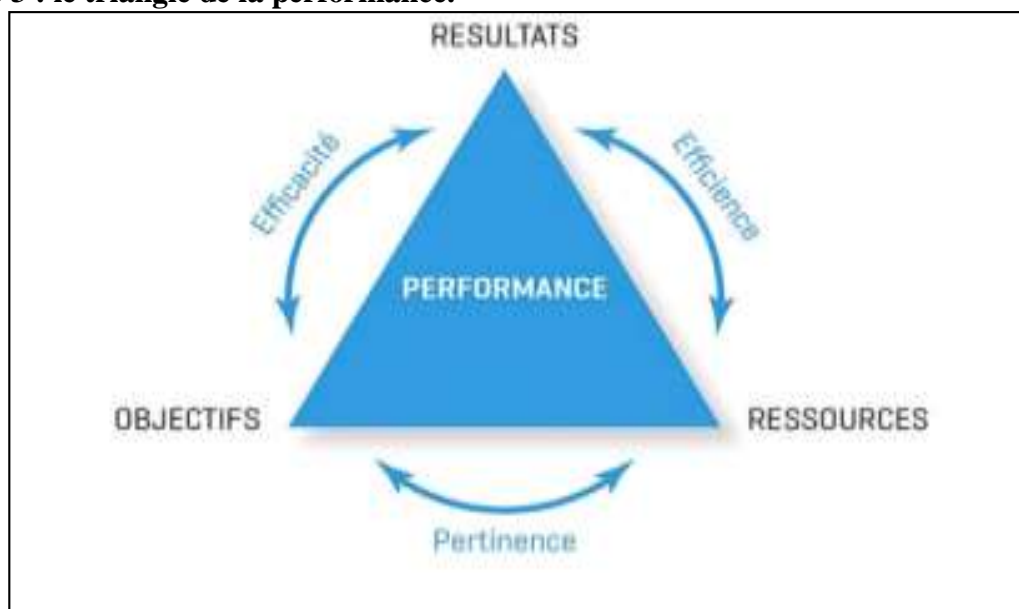 3 : le triangle de la performance.
RESULTATS
Efficacité
Efficience
PERFORMANCE
OBJECTIFS
RESSOURCES
Pertinence